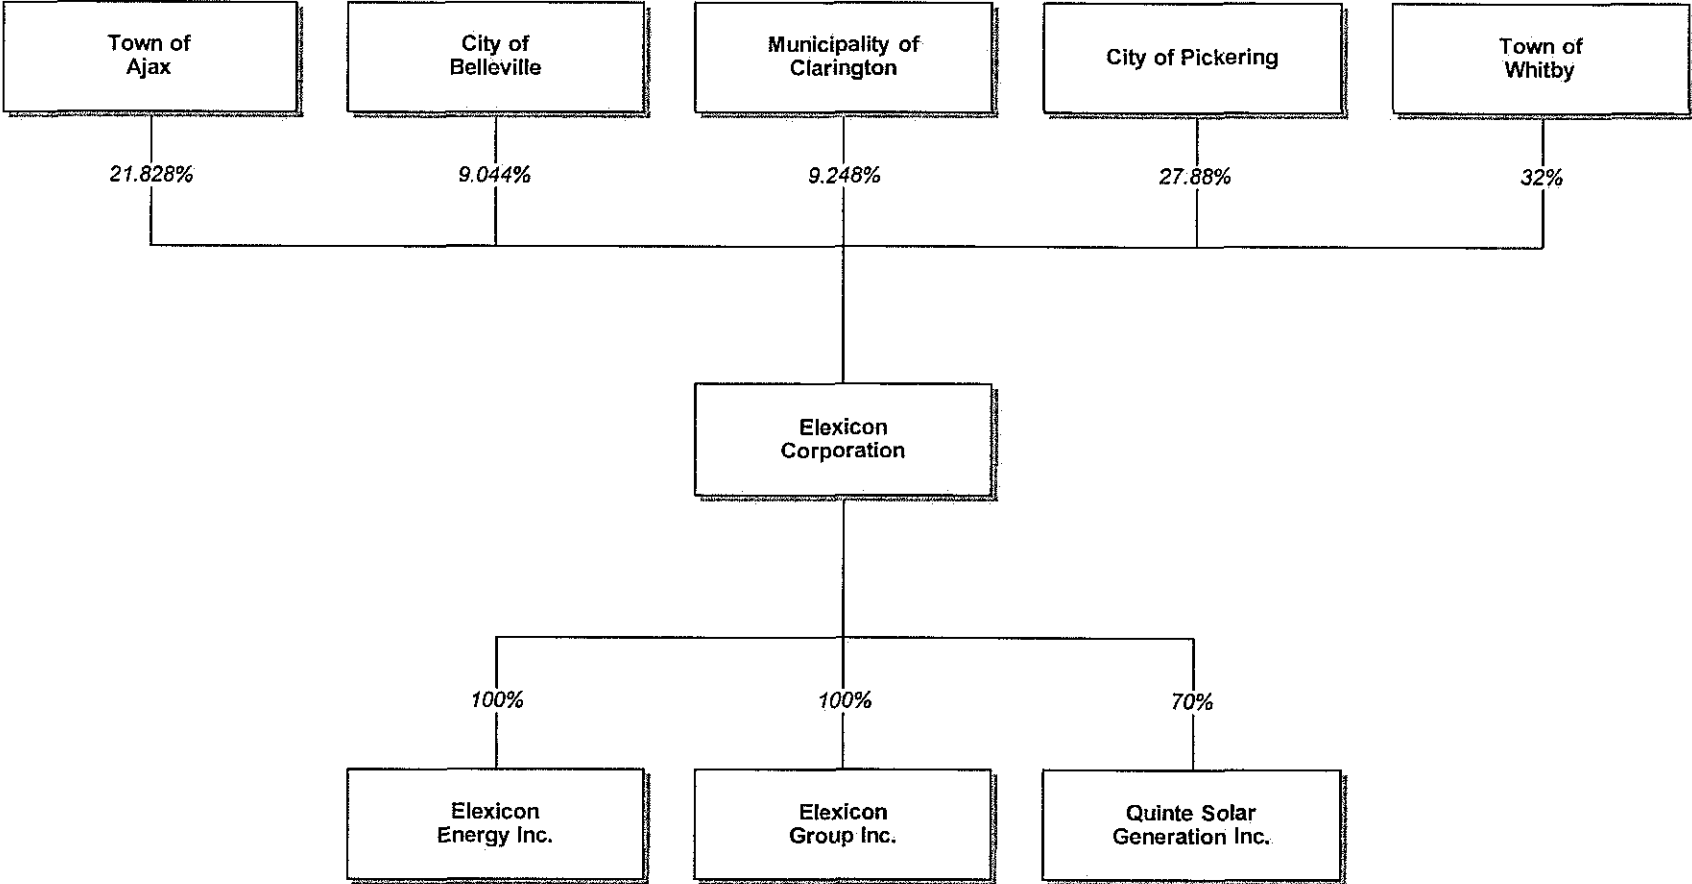 Town of
Ajax
City of
Belleville
Municipality of
Clarington
City of Pickering
Town of
Whitby
21.828%
9.044%
9.248%
27.88%
32%
Elexicon
Corporation
100%
100%
70%
Elexicon
Energy Inc.
Elexicon
Group Inc.
Quinte Solar
Generation Inc.